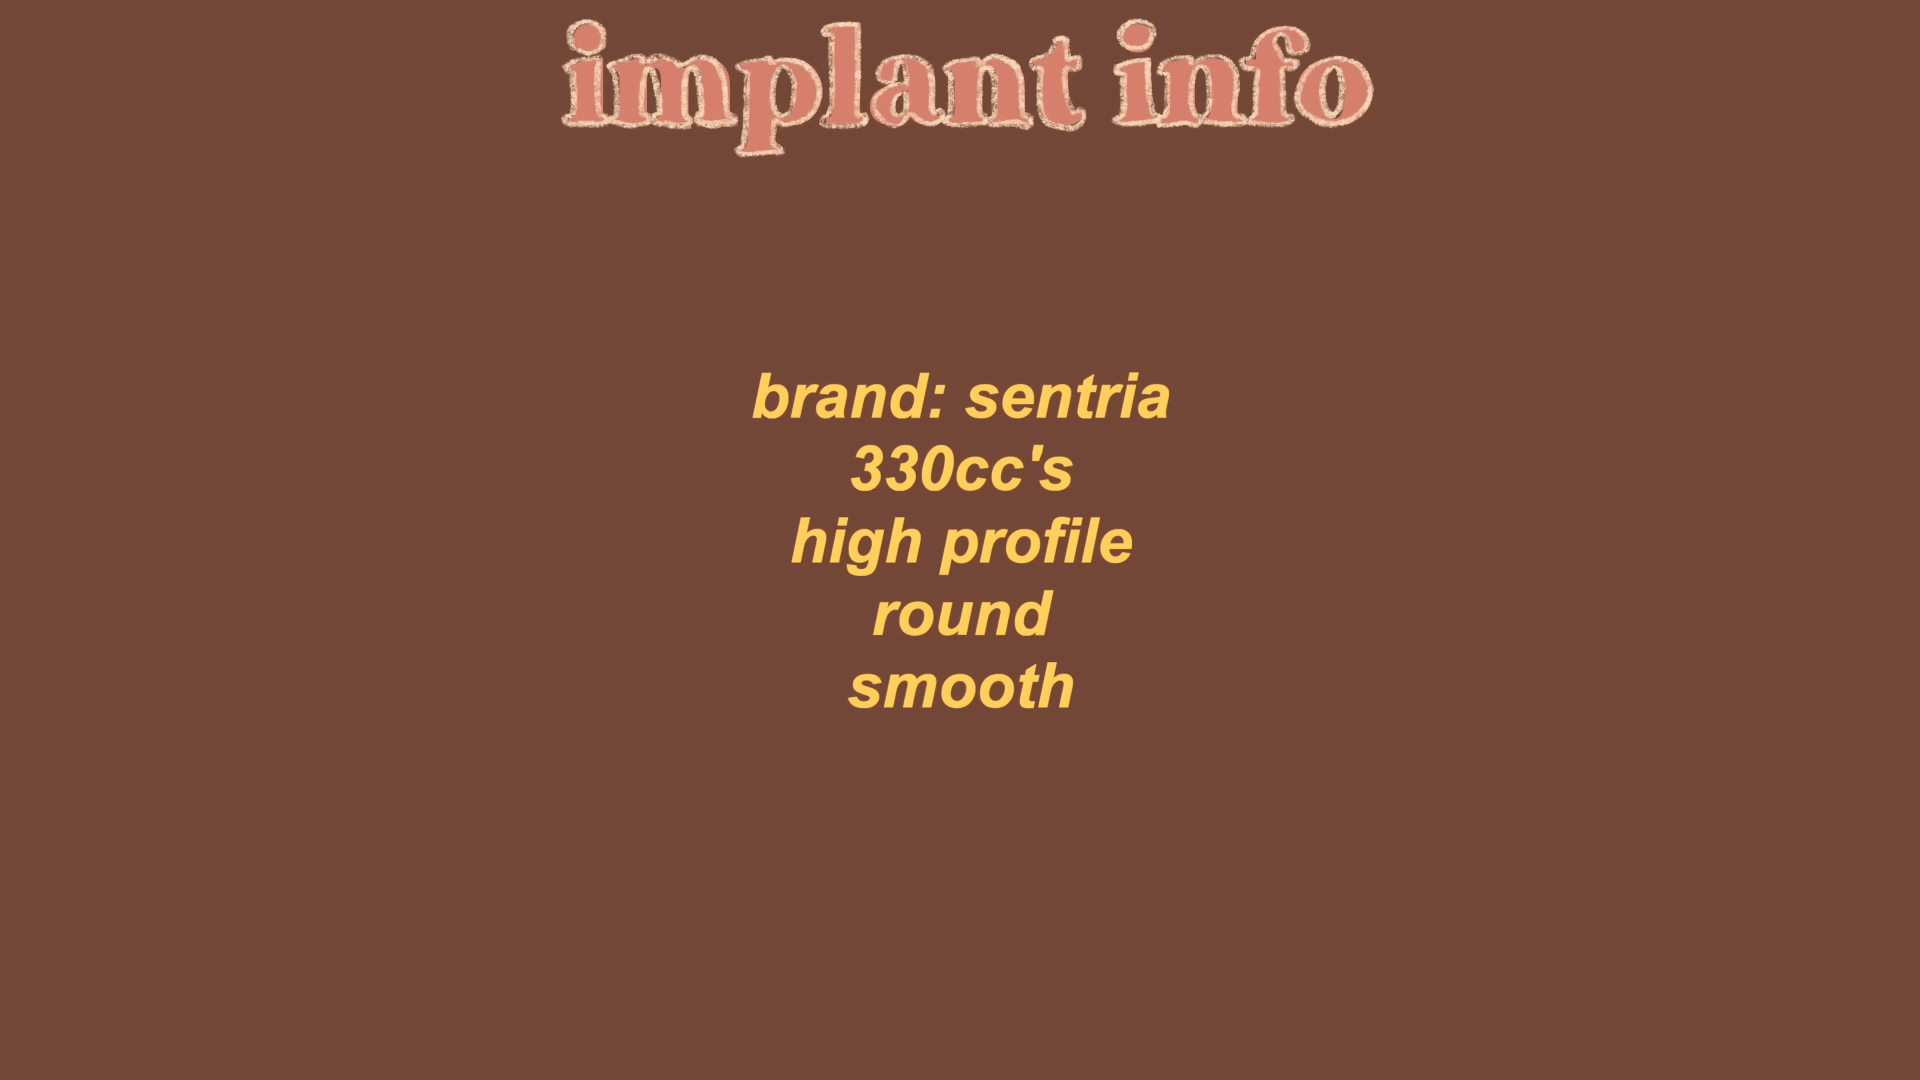 implant info
brand: sentria
330cc's
high profile
round
smooth